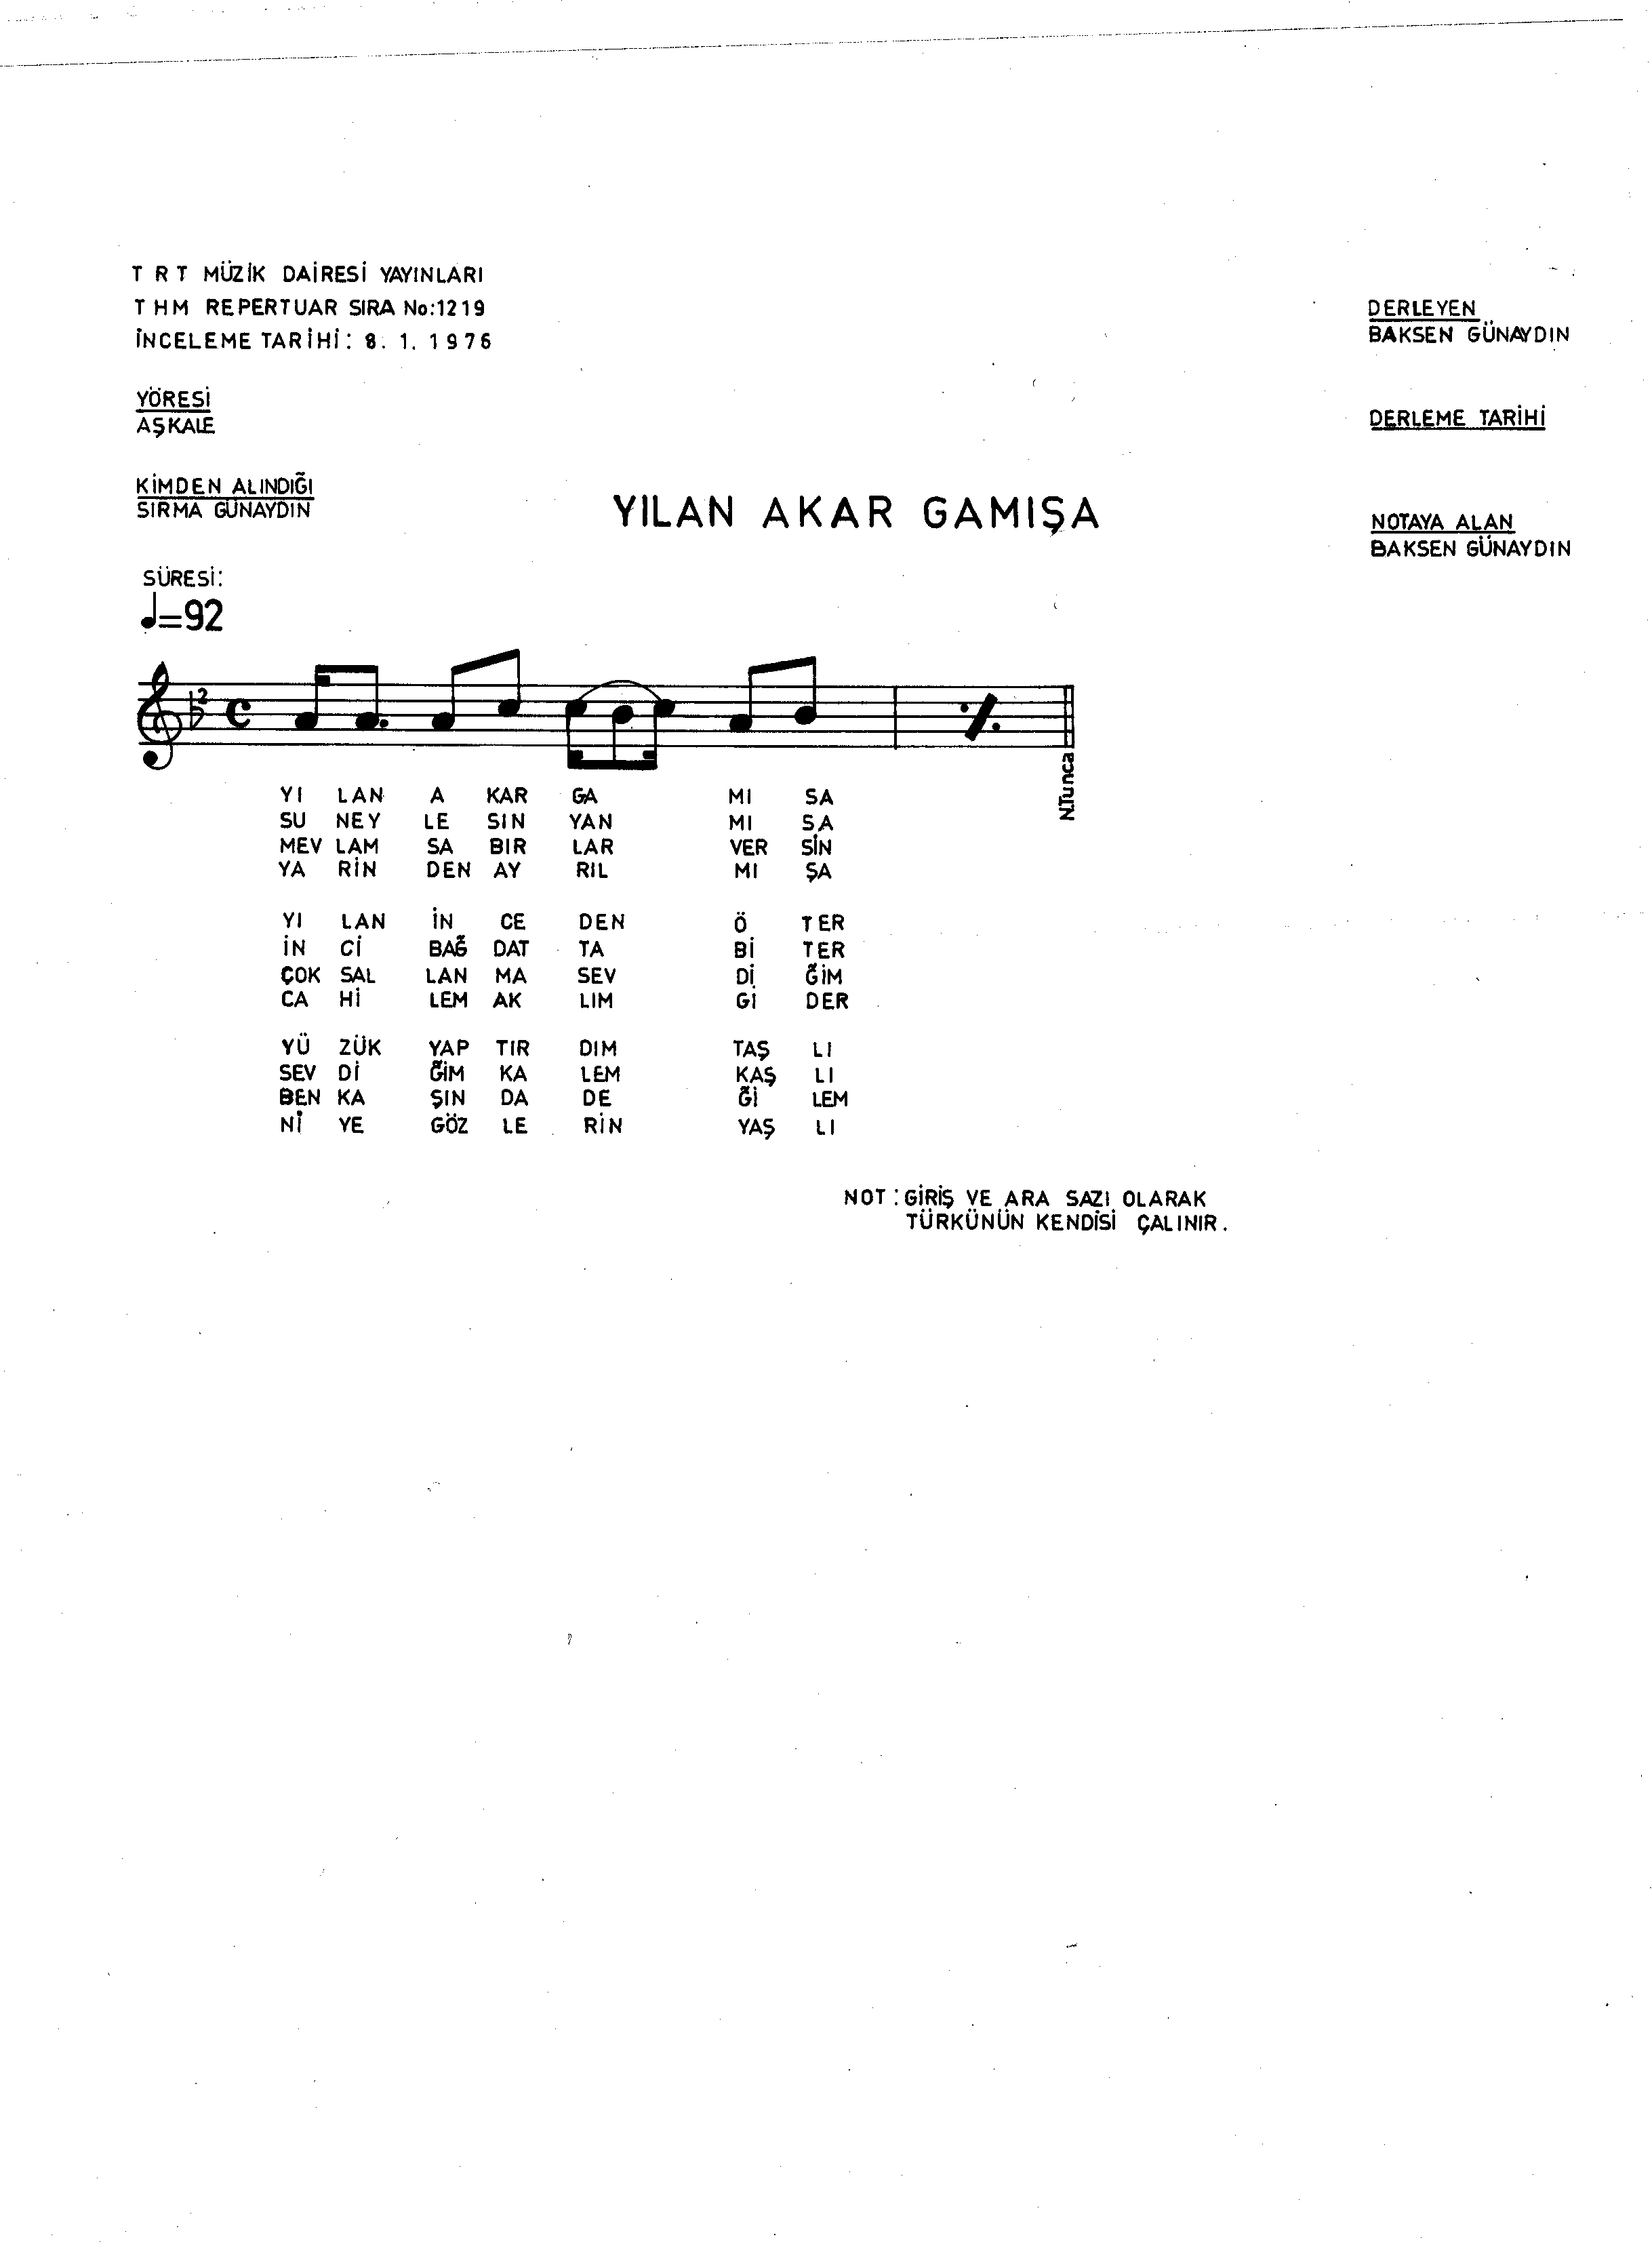 T R T MÜZİK DAİRESİ YAYINLARI
T H M REPERTUAR SIRA No:1219
İNCELEME TARİHİ: 8. 1. 1976
DERLEYEN
BAKSEN GÜNAYDIN
YÖRESİ
AŞKALE
DERLEME TARİHİ
KİMDEN ALINDIĞI
SIRMA GÜNAYDIN
YILAN AKAR GAMIŞA
NOTAYA ALAN
BAKSEN GÜNAYDIN
SÜRESİ:
♩=92
N.Tunca
YI LAN A KAR GA MI SA
SU NEY LE SIN YAN MI SA
MEV LAM SA BIR LAR VER SİN
YA RİN DEN AY RIL MI ŞA
YI LAN İN CE DEN Ö TER
İN Cİ BAĞ DAT TA Bİ TER
ÇOK SAL LAN MA SEV Dİ ĞİM
CA Hİ LEM AK LIM Gİ DER
YÜ ZÜK YAP TIR DIM TAŞ LI
SEV Dİ ĞİM KA LEM KAŞ LI
BEN KA ŞIN DA DE Ğİ LEM
Nİ YE GÖZ LE RİN YAŞ LI
NOT : GİRİŞ VE ARA SAZI OLARAK
TÜRKÜNÜN KENDİSİ ÇALINIR.